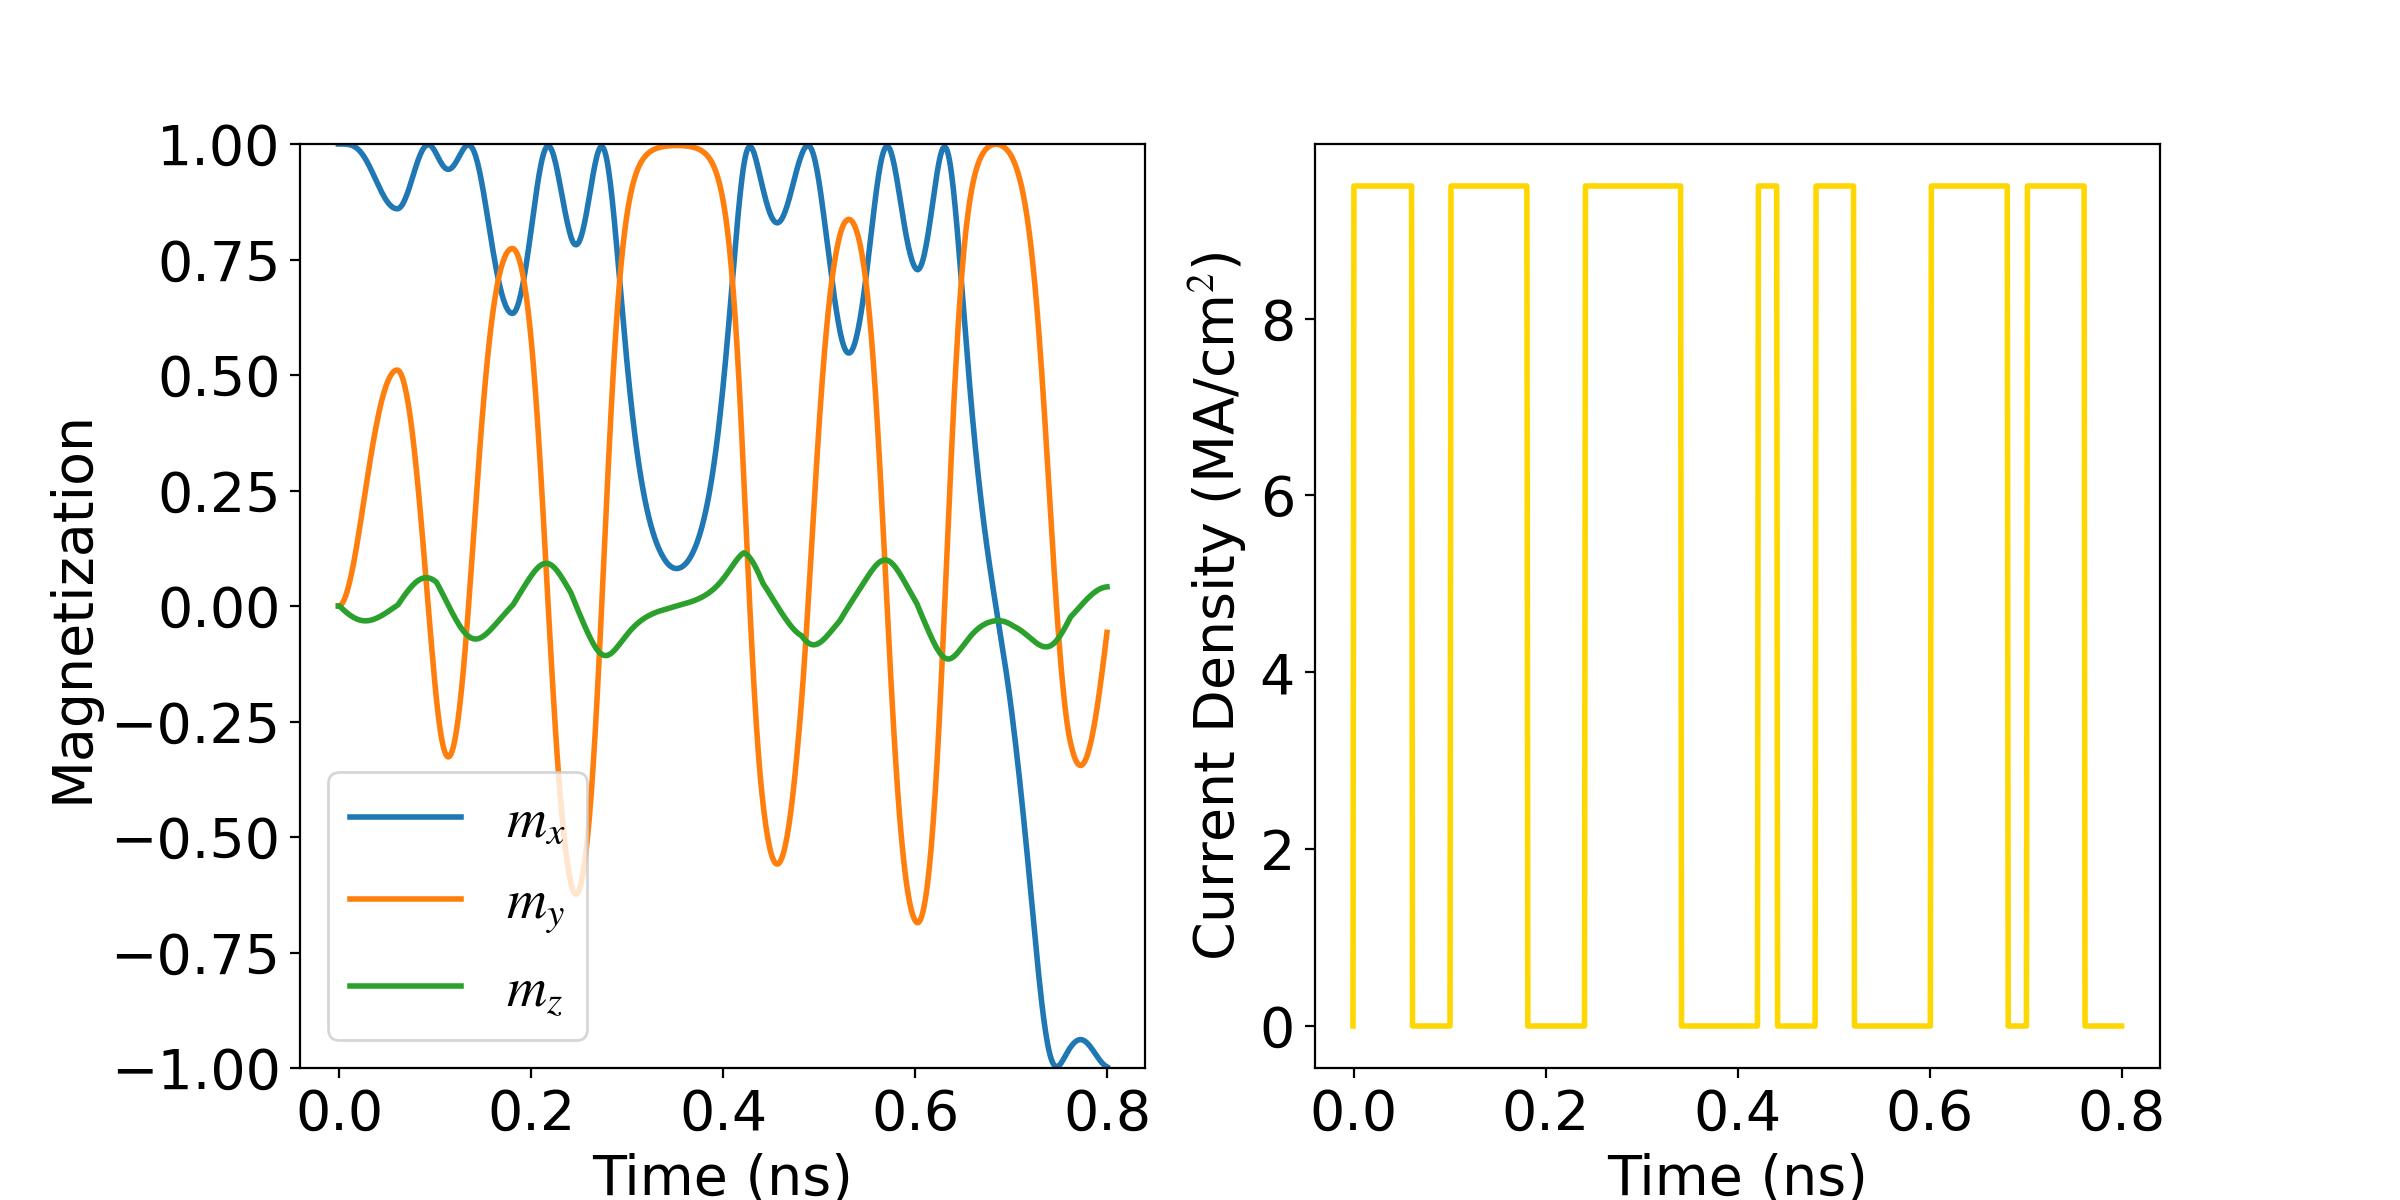 Magnetization
1.00
0.75
0.50
0.25
0.00
−0.25
−0.50
−0.75
−1.00
m_x
m_y
m_z
0.0 0.2 0.4 0.6 0.8
Time (ns)
Current Density (MA/cm²)
8
6
4
2
0
0.0 0.2 0.4 0.6 0.8
Time (ns)